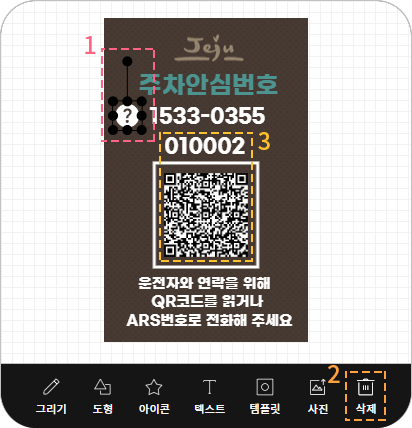 Jeju
1
주차안심번호
? 1533-0355
010002 3
운전자와 연락을 위해
QR코드를 읽거나
ARS번호로 전화해 주세요
2
그리기 도형 아이콘 텍스트 템플릿 사진 삭제